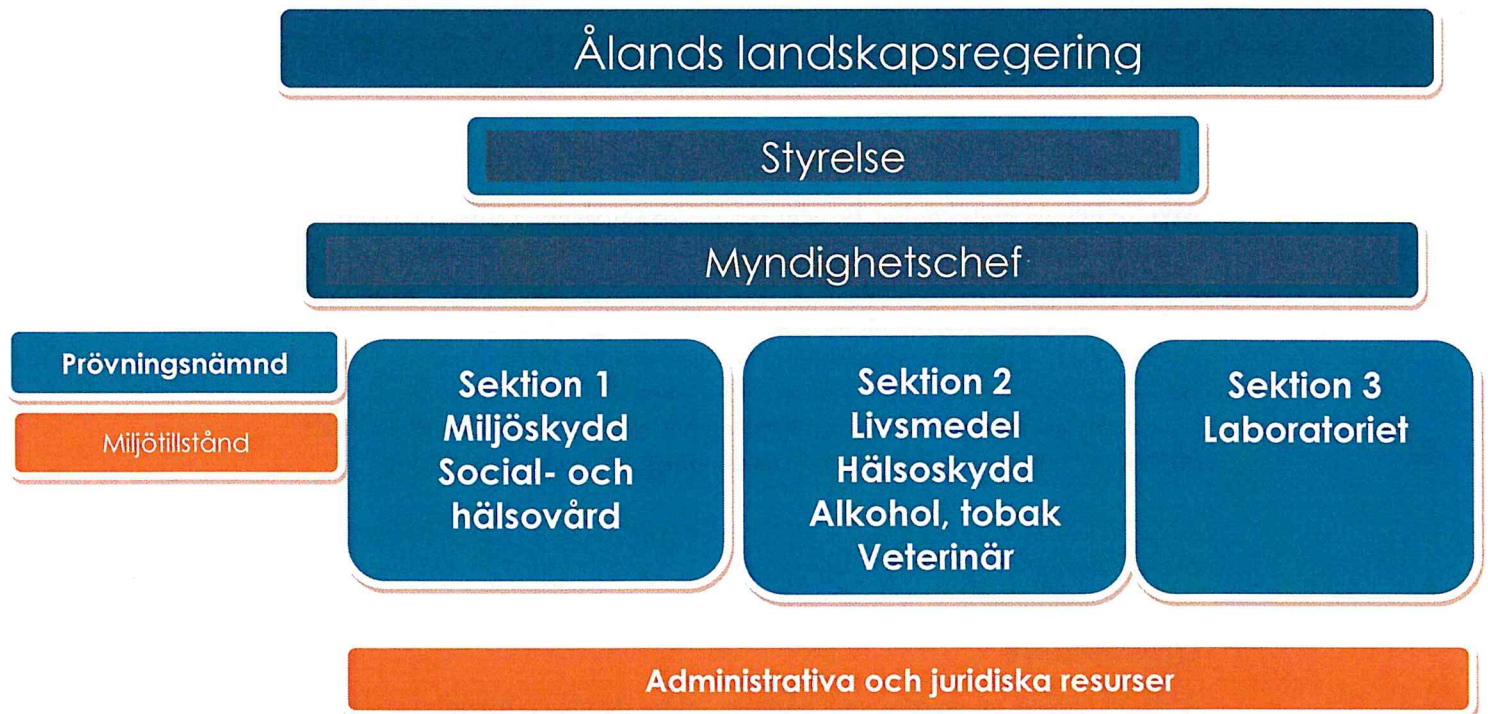 Ålands landskapsregering
Styrelse
Myndighetschef
Prövningsnämnd
Miljötillstånd
Sektion 1
Miljöskydd
Social- och
hälsovård
Sektion 2
Livsmedel
Hälsoskydd
Alkohol, tobak
Veterinär
Sektion 3
Laboratoriet
Administrativa och juridiska resurser